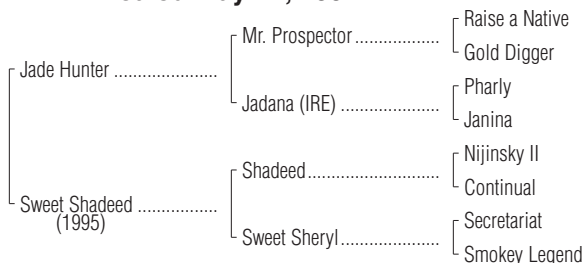 Raise a Native
Mr. Prospector ....................
Gold Digger
Jade Hunter ........................
Pharly
Jadana (IRE) .......................
Janina
Nijinsky II
Shadeed..............................
Continual
Sweet Shadeed ..................
(1995)
Secretariat
Sweet Sheryl.......................
Smokey Legend